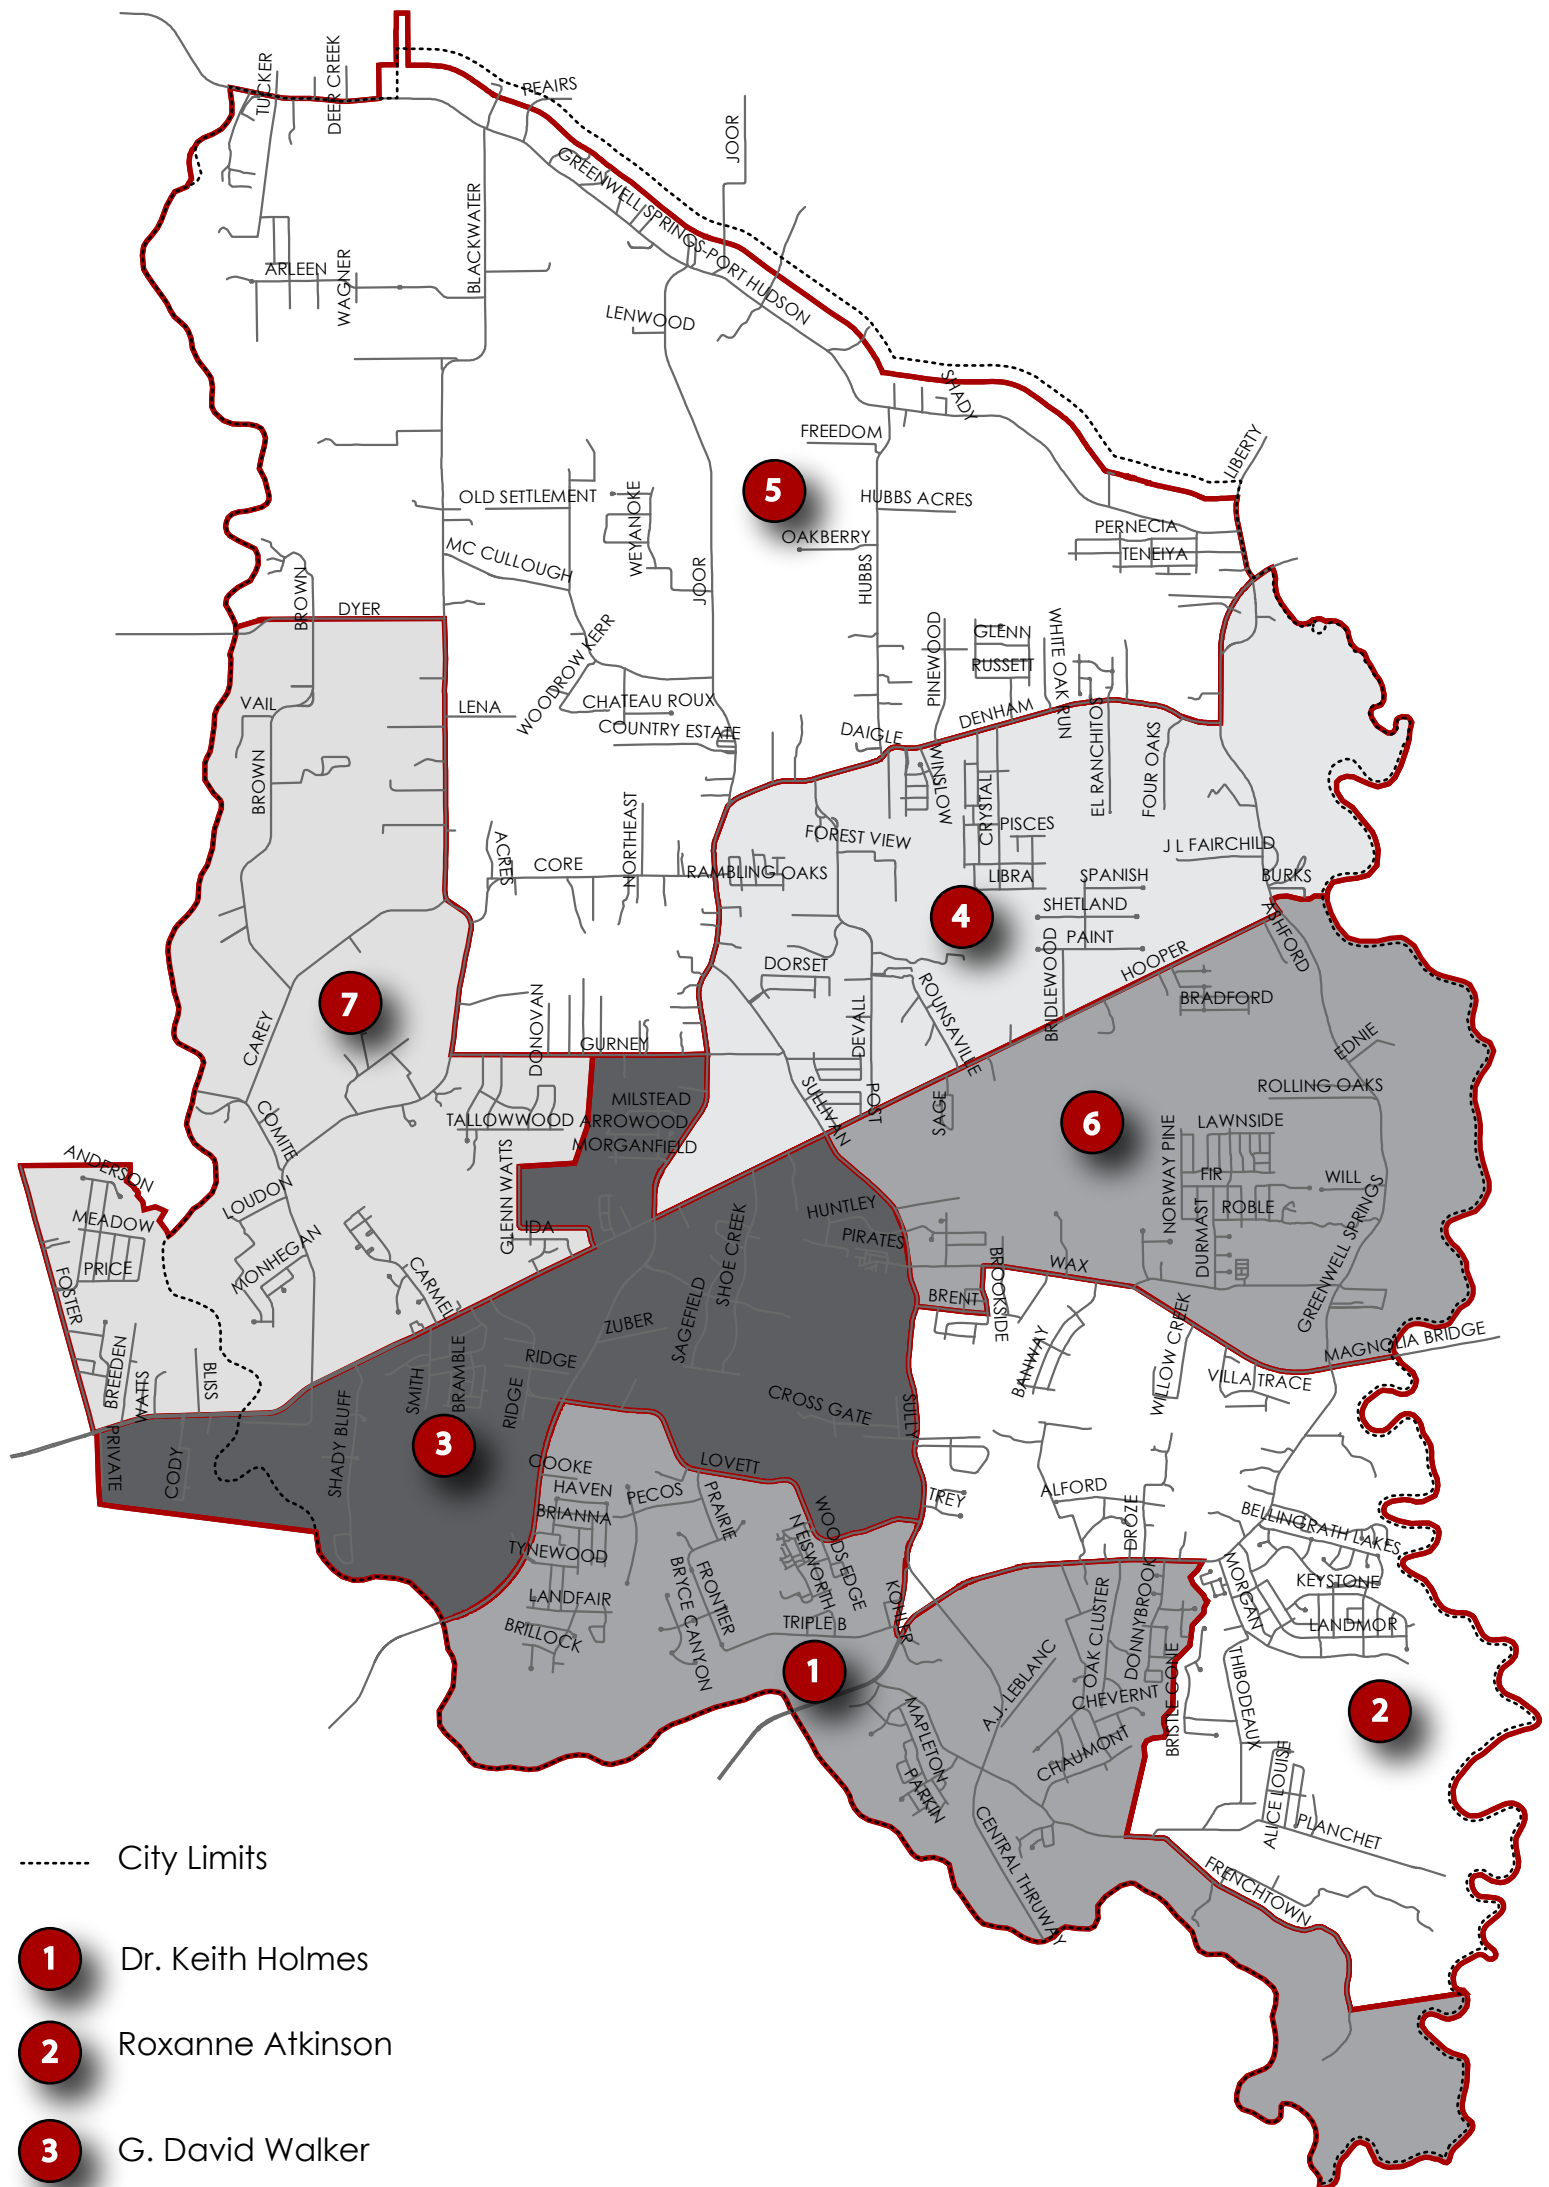 TUCKER
DEER CREEK
PEAIRS
JOOR
GREENWELL SPRINGS-PORT HUDSON
BLACKWATER
ARLEEN
WAGNER
LENWOOD
SHADY
FREEDOM
LIBERTY
5
OLD SETTLEMENT
WEYANOKE
HUBBS ACRES
OAKBERRY
PERNECIA
TENEIYA
MC CULLOUGH
JOOR
HUBBS
BROWN
DYER
WOODROW KERR
PINEWOOD
GLENN
RUSSETT
WHITE OAK RUN
VAIL
LENA
CHATEAU ROUX
COUNTRY ESTATE
DAIGLE
DENHAM
EL RANCHITOS
FOUR OAKS
BROWN
WINSLOW
CRYSTAL
PISCES
FOREST VIEW
J L FAIRCHILD
ACRES
CORE
NORTHEAST
RAMBLING OAKS
LIBRA
SPANISH
BURKS
SHETLAND
4
PAINT
ASHFORD
HOOPER
BRIDLEWOOD
DORSET
ROUNSAVILLE
BRADFORD
7
DONOVAN
DEVALL
CAREY
GURNEY
EDNIE
ROLLING OAKS
MILSTEAD
SULLIVAN
POST
SAGE
6
COMITE
TALLOWWOOD
ARROWOOD
MORGANFIELD
NORWAY PINE
LAWNSIDE
ANDERSON
GLENN WATTS
FIR
WILL
LOUDON
MEADOW
HUNTLEY
DURMAST
ROBLE
GREENWELL SPRINGS
IDA
SHOE CREEK
PIRATES
MONHEGAN
PRICE
FOSTER
CARMEL
BROOKSIDE
WAX
BRENT
SAGEFIELD
ZUBER
WILLOW CREEK
MAGNOLIA BRIDGE
BREEDEN
WATTS
BLISS
SMITH
BRAMBLE
RIDGE
RIDGE
BANWAY
VILLA TRACE
SHADY BLUFF
CROSS GATE
SULLY
3
PRIVATE
CODY
COOKE
LOVETT
HAVEN
PECOS
PRAIRIE
TREY
ALFORD
BRIANNA
WOODS EDGE
N EISWORTH
DROZE
BELLINGRATH LAKES
TYNEWOOD
BRYCE CANYON
FRONTIER
KOHLER
MORGAN
KEYSTONE
LANDFAIR
OAK CLUSTER
DONNYBROOK
LANDMOR
BRILLOCK
TRIPLE B
1
A.J. LEBLANC
BRISTLE CONE
THIBODEAUX
CHEVERNT
2
MAPLETON
CHAUMONT
PARKIN
ALICE LOUISE
PLANCHET
CENTRAL THRUWAY
FRENCHTOWN
City Limits
1 Dr. Keith Holmes
2 Roxanne Atkinson
3 G. David Walker